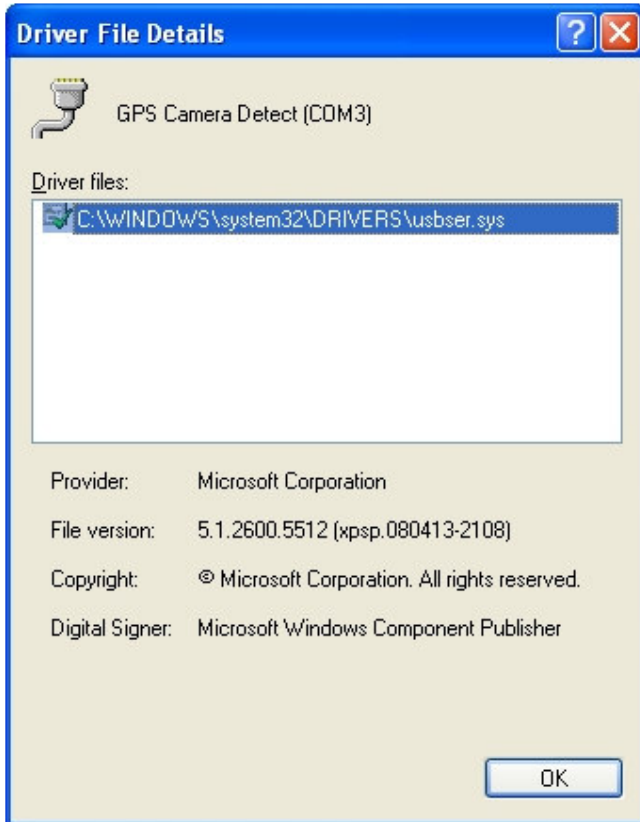 Driver File Details
GPS Camera Detect (COM3)
Driver files:
C:\WINDOWS\system32\DRIVERS\usbser.sys
Provider: Microsoft Corporation
File version: 5.1.2600.5512 (xpsp.080413-2108)
Copyright: © Microsoft Corporation. All rights reserved.
Digital Signer: Microsoft Windows Component Publisher
OK